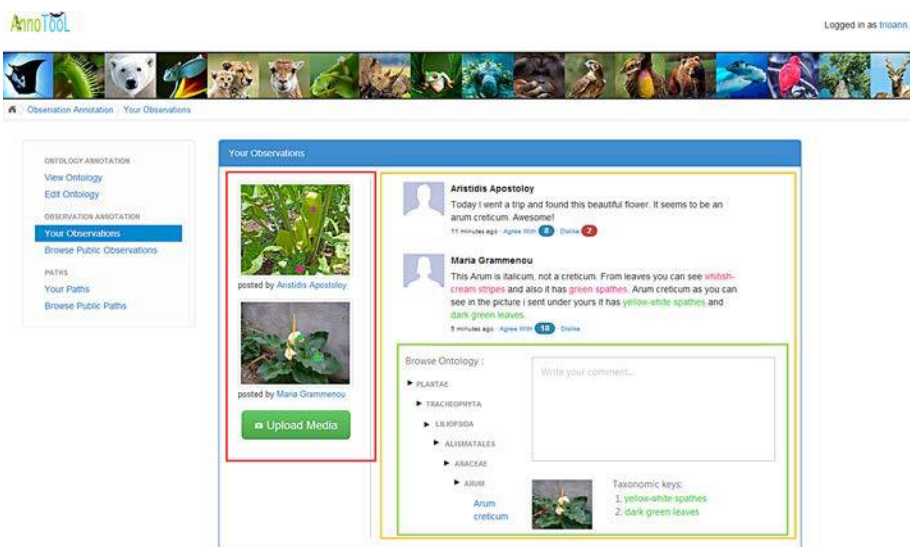 AnnoTooL
Logged in as trioann.
Observation Annotation / Your Observations
ONTOLOGY ANNOTATION
View Ontology
Edit Ontology
OBSERVATION ANNOTATION
Your Observations
Browse Public Observations
PATHS
Your Paths
Browse Public Paths
Your Observations
posted by Aristidis Apostoloy
posted by Maria Grammenou
Upload Media
Aristidis Apostoloy
Today I went a trip and found this beautiful flower. It seems to be an
arum creticum. Awesome!
11 minutes ago · Agree With 8 · Dislike 2
Maria Grammenou
This Arum is italicum, not a creticum. From leaves you can see whitish-
cream stripes and also it has green spathes. Arum creticum as you can
see in the picture i sent under yours it has yellow-white spathes and
dark green leaves.
5 minutes ago · Agree With 18 · Dislike
Browse Ontology :
PLANTAE
TRACHEOPHYTA
LILIOPSIDA
ALISMATALES
ARACEAE
ARUM
Arum
creticum
Write your comment...
Taxonomic keys:
1. yellow-white spathes
2. dark green leaves